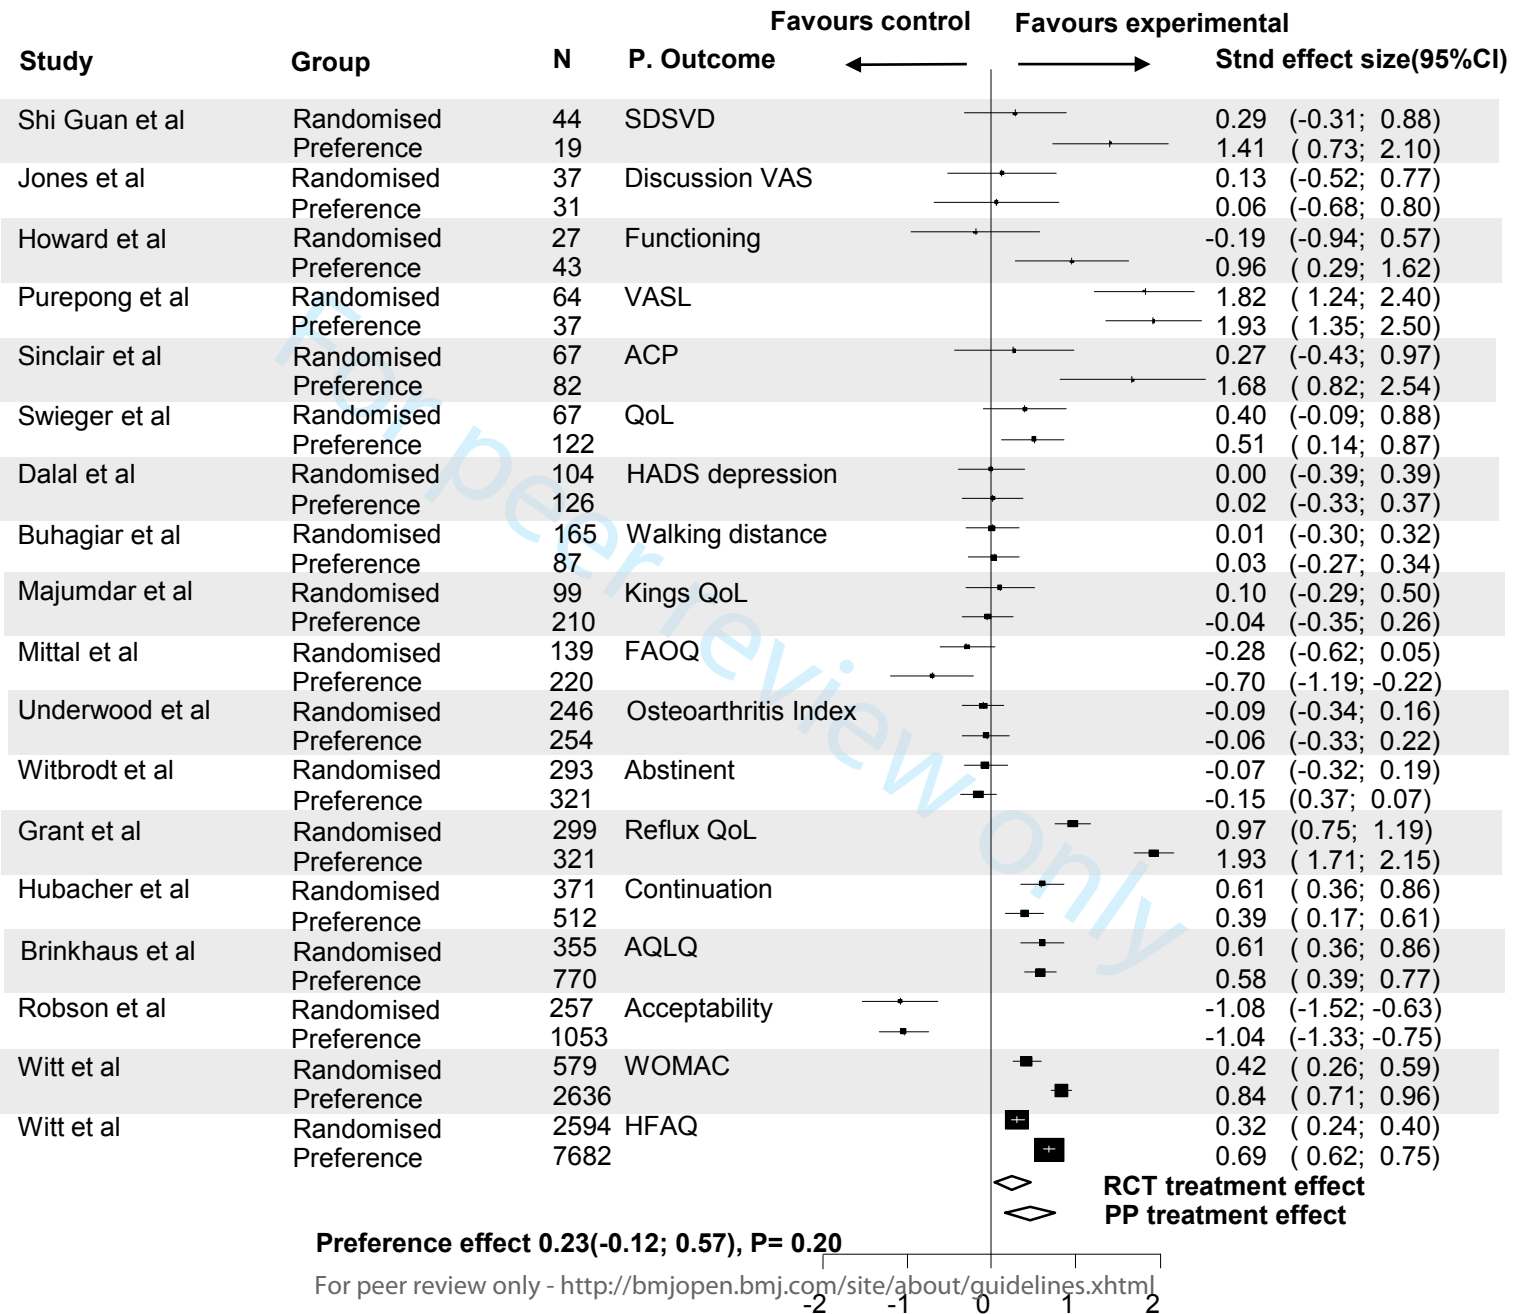 Favours control Favours experimental
Study Group N P. Outcome Stnd effect size(95%CI)
Shi Guan et al Randomised 44 SDSVD 0.29 (-0.31; 0.88)
Preference 19 1.41 ( 0.73; 2.10)
Jones et al Randomised 37 Discussion VAS 0.13 (-0.52; 0.77)
Preference 31 0.06 (-0.68; 0.80)
Howard et al Randomised 27 Functioning -0.19 (-0.94; 0.57)
Preference 43 0.96 ( 0.29; 1.62)
Purepong et al Randomised 64 VASL 1.82 ( 1.24; 2.40)
Preference 37 1.93 ( 1.35; 2.50)
Sinclair et al Randomised 67 ACP 0.27 (-0.43; 0.97)
Preference 82 1.68 ( 0.82; 2.54)
Swieger et al Randomised 67 QoL 0.40 (-0.09; 0.88)
Preference 122 0.51 ( 0.14; 0.87)
Dalal et al Randomised 104 HADS depression 0.00 (-0.39; 0.39)
Preference 126 0.02 (-0.33; 0.37)
Buhagiar et al Randomised 165 Walking distance 0.01 (-0.30; 0.32)
Preference 87 0.03 (-0.27; 0.34)
Majumdar et al Randomised 99 Kings QoL 0.10 (-0.29; 0.50)
Preference 210 -0.04 (-0.35; 0.26)
Mittal et al Randomised 139 FAOQ -0.28 (-0.62; 0.05)
Preference 220 -0.70 (-1.19; -0.22)
Underwood et al Randomised 246 Osteoarthritis Index -0.09 (-0.34; 0.16)
Preference 254 -0.06 (-0.33; 0.22)
Witbrodt et al Randomised 293 Abstinent -0.07 (-0.32; 0.19)
Preference 321 -0.15 (0.37; 0.07)
Grant et al Randomised 299 Reflux QoL 0.97 (0.75; 1.19)
Preference 321 1.93 ( 1.71; 2.15)
Hubacher et al Randomised 371 Continuation 0.61 ( 0.36; 0.86)
Preference 512 0.39 ( 0.17; 0.61)
Brinkhaus et al Randomised 355 AQLQ 0.61 ( 0.36; 0.86)
Preference 770 0.58 ( 0.39; 0.77)
Robson et al Randomised 257 Acceptability -1.08 (-1.52; -0.63)
Preference 1053 -1.04 (-1.33; -0.75)
Witt et al Randomised 579 WOMAC 0.42 ( 0.26; 0.59)
Preference 2636 0.84 ( 0.71; 0.96)
Witt et al Randomised 2594 HFAQ 0.32 ( 0.24; 0.40)
Preference 7682 0.69 ( 0.62; 0.75)
RCT treatment effect
PP treatment effect
Preference effect 0.23(-0.12; 0.57), P= 0.20
For peer review only - http://bmjopen.bmj.com/site/about/guidelines.xhtml
-2 -1 0 1 2
For peer review only